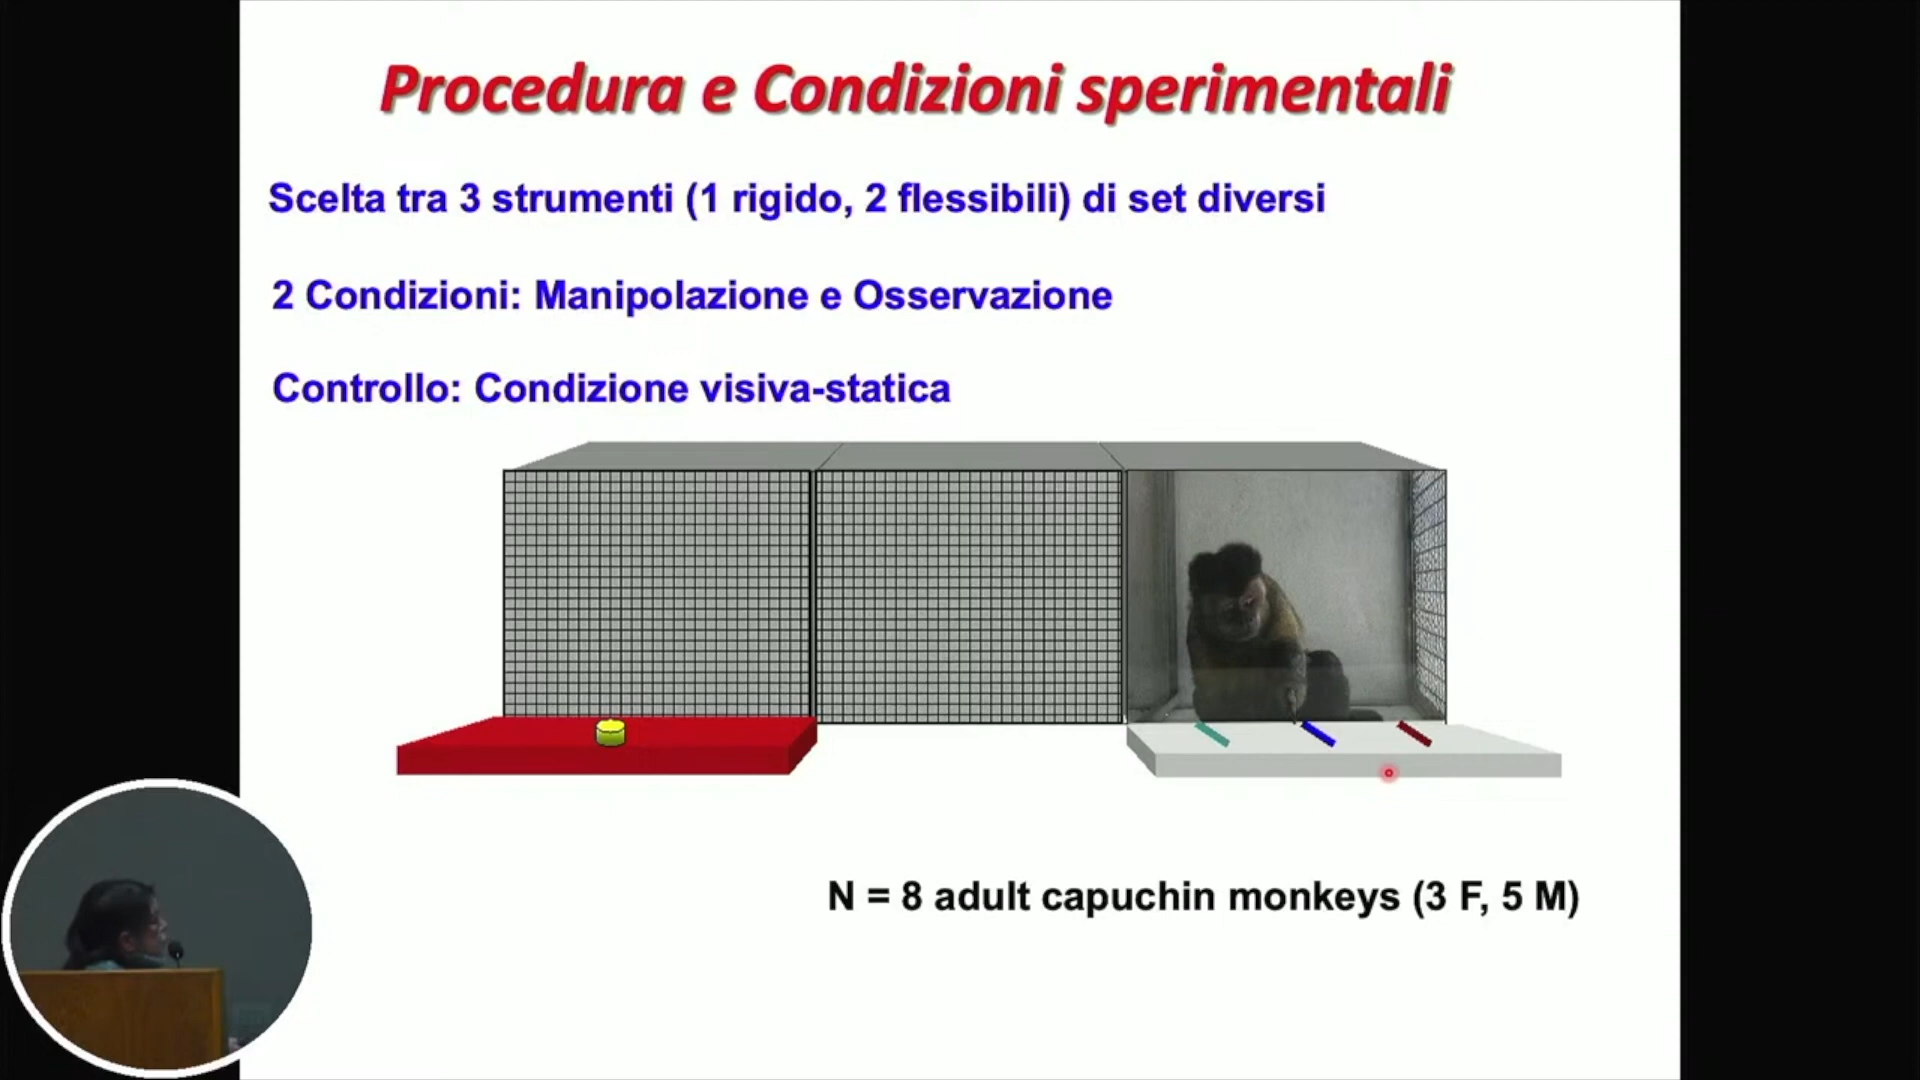 Procedura e Condizioni sperimentali
Scelta tra 3 strumenti (1 rigido, 2 flessibili) di set diversi
2 Condizioni: Manipolazione e Osservazione
Controllo: Condizione visiva-statica
N = 8 adult capuchin monkeys (3 F, 5 M)